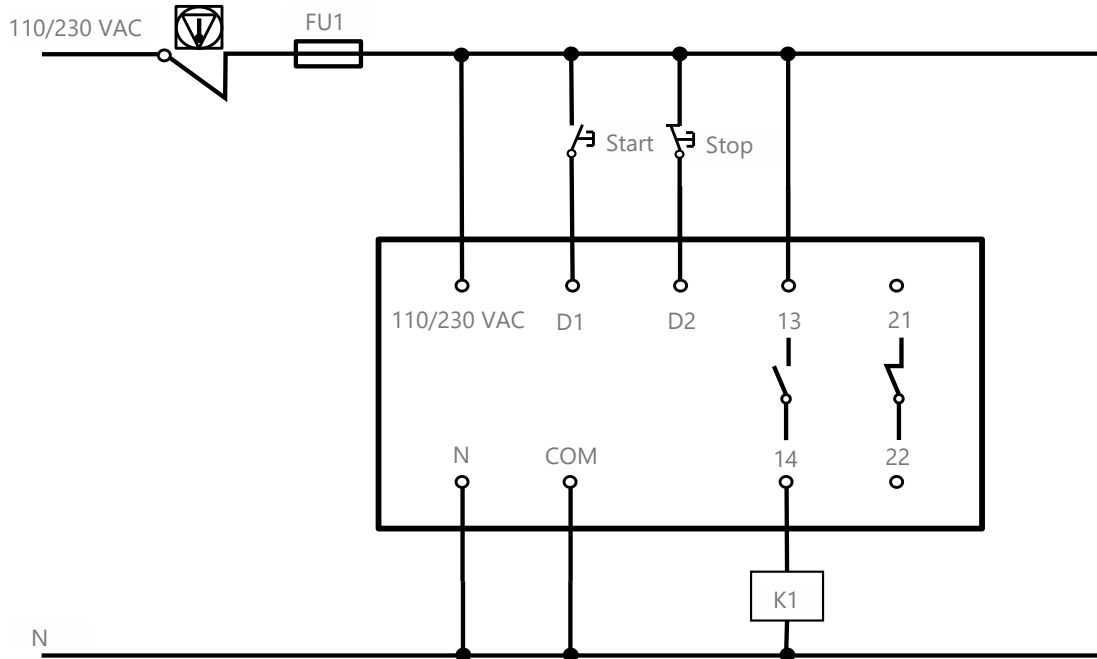 110/230 VAC
FU1
Start
Stop
110/230 VAC
D1
D2
13
21
N
COM
14
22
K1
N